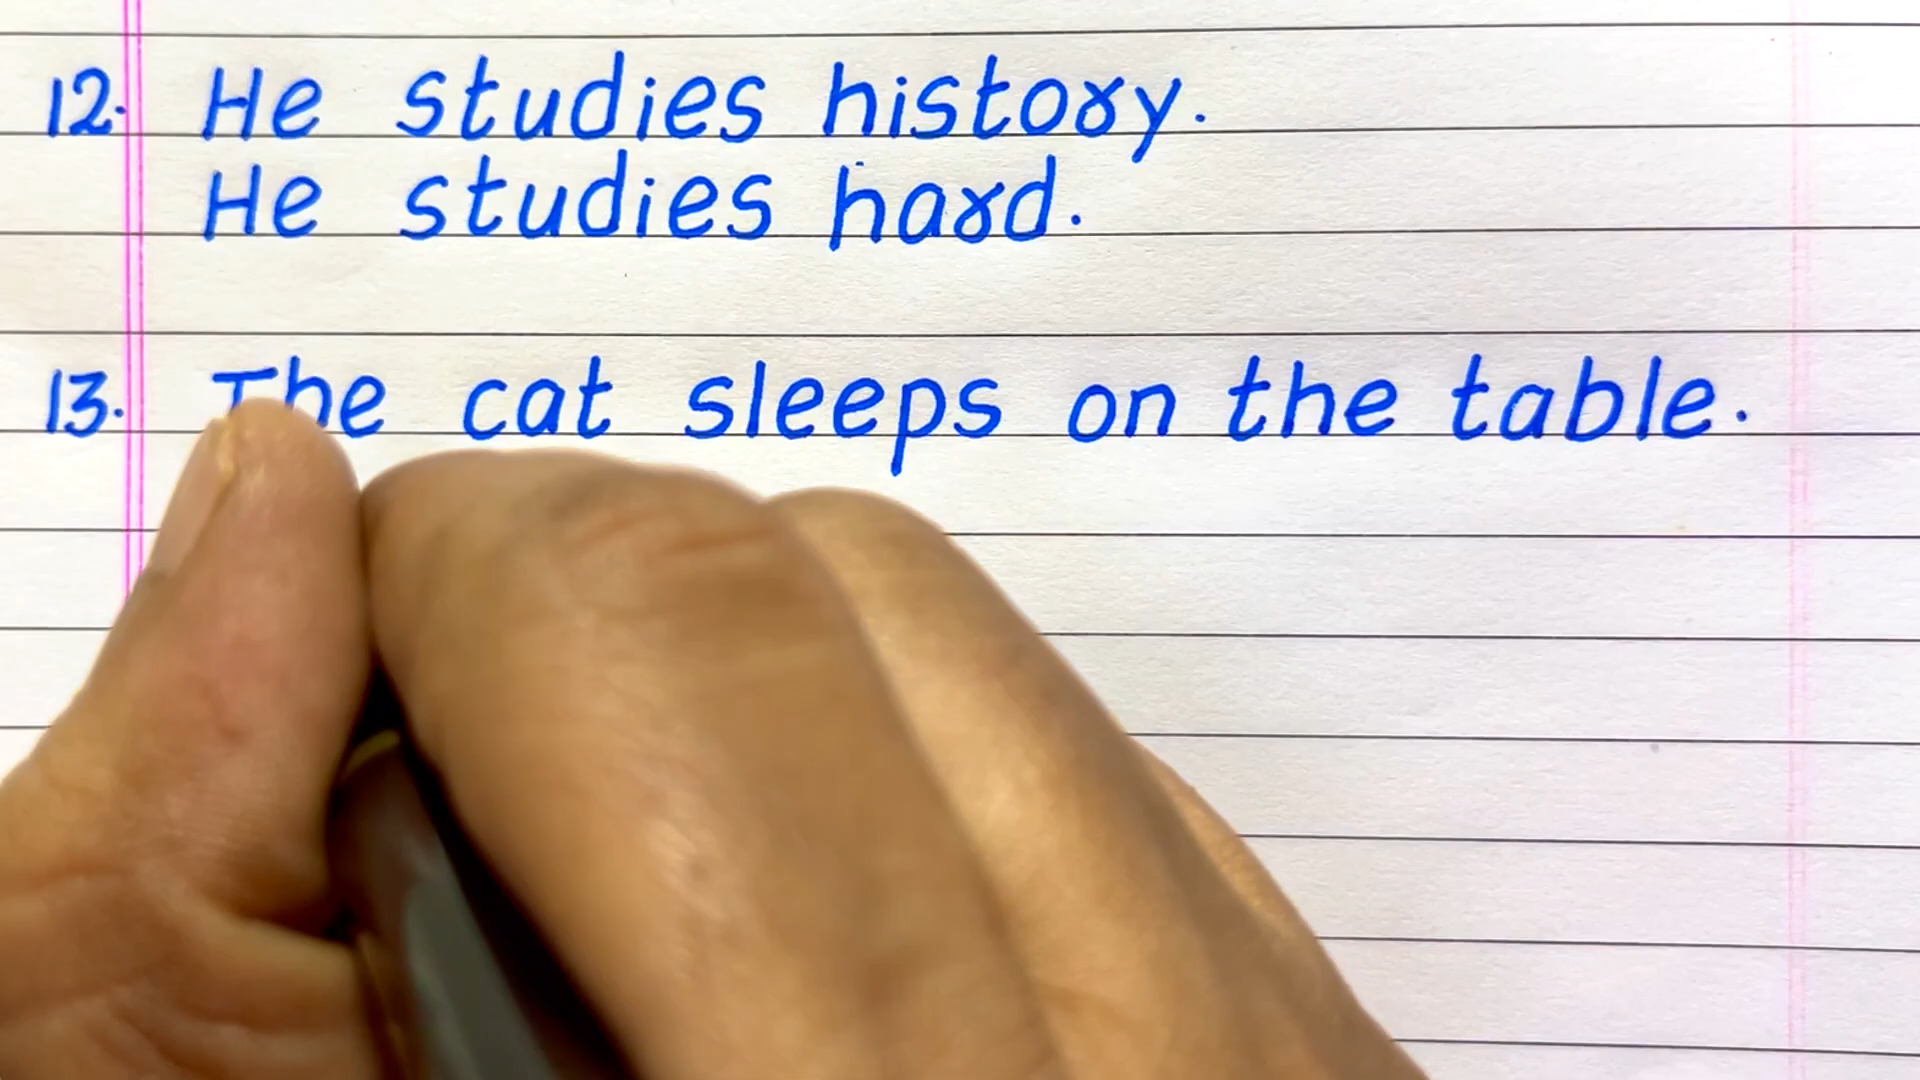 12. He studies history.
He studies hard.
13. The cat sleeps on the table.